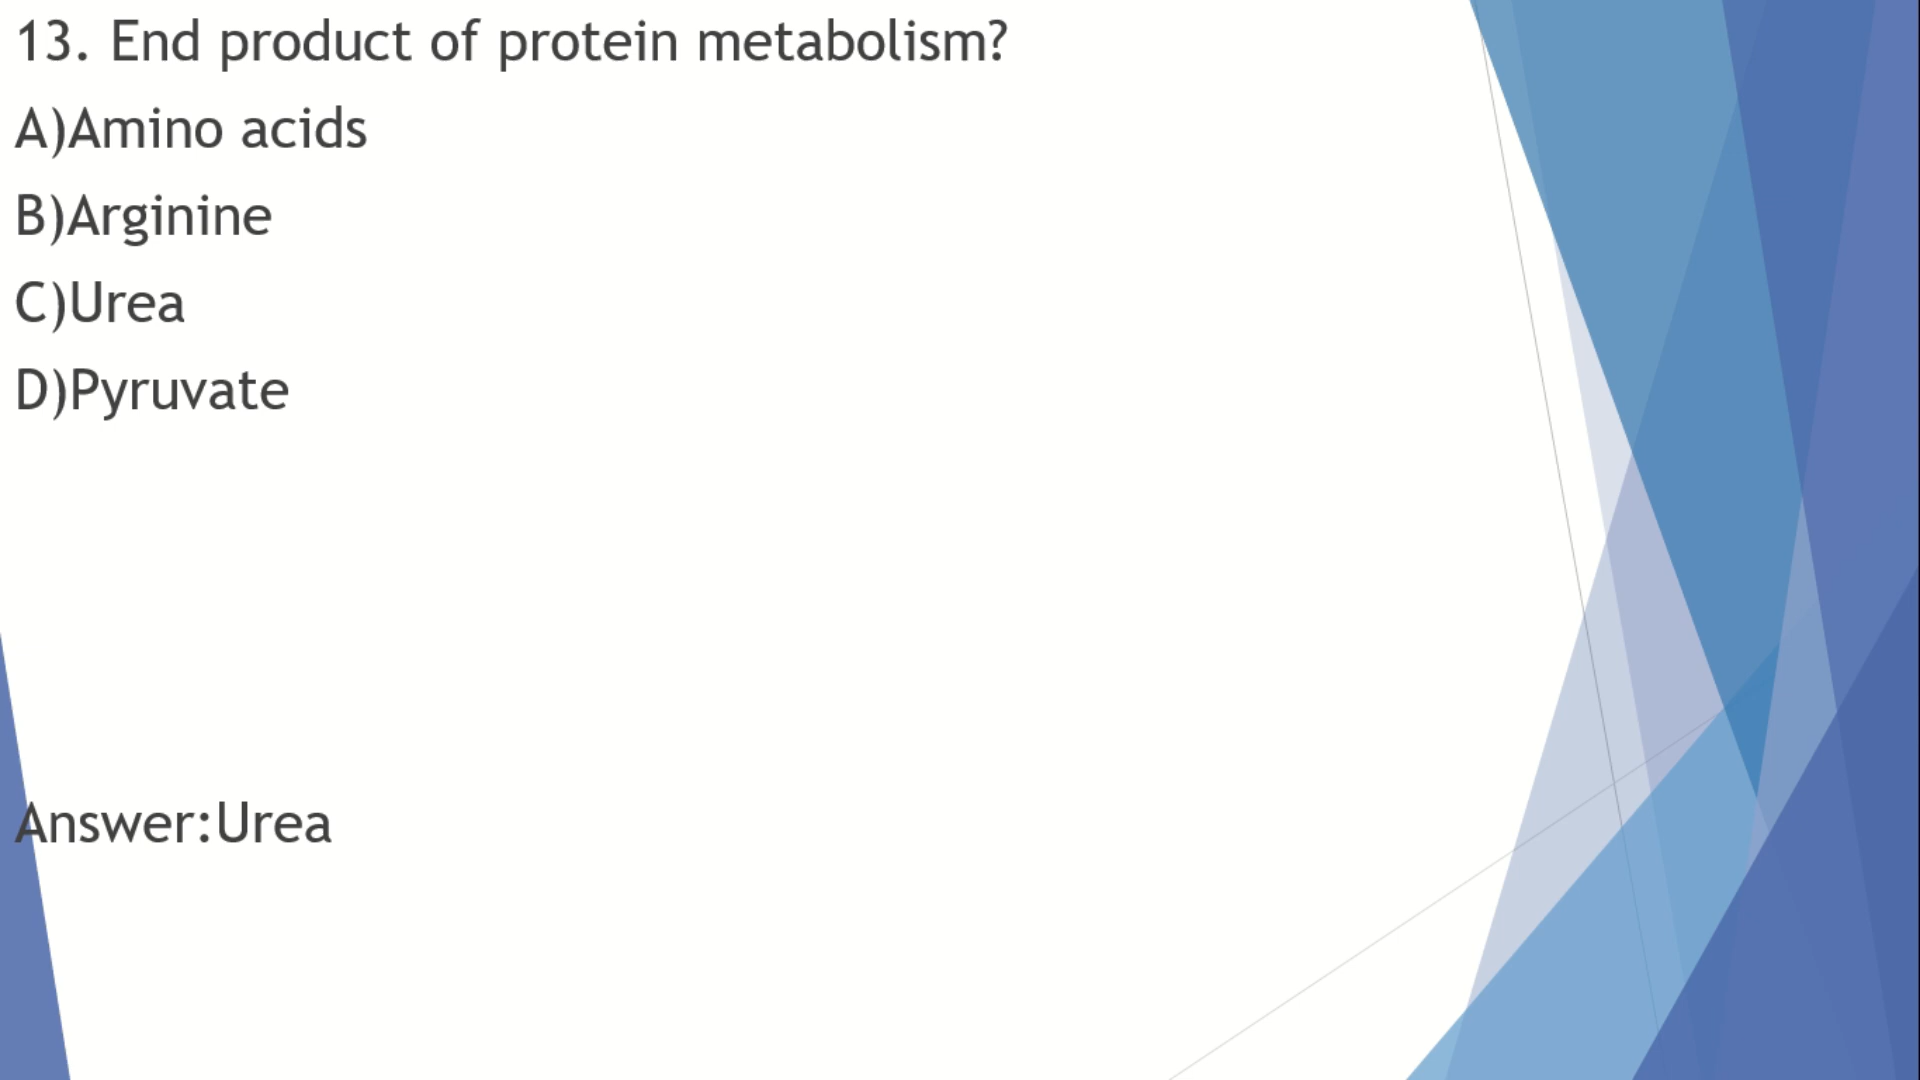 13. End product of protein metabolism?
A)Amino acids
B)Arginine
C)Urea
D)Pyruvate
Answer:Urea